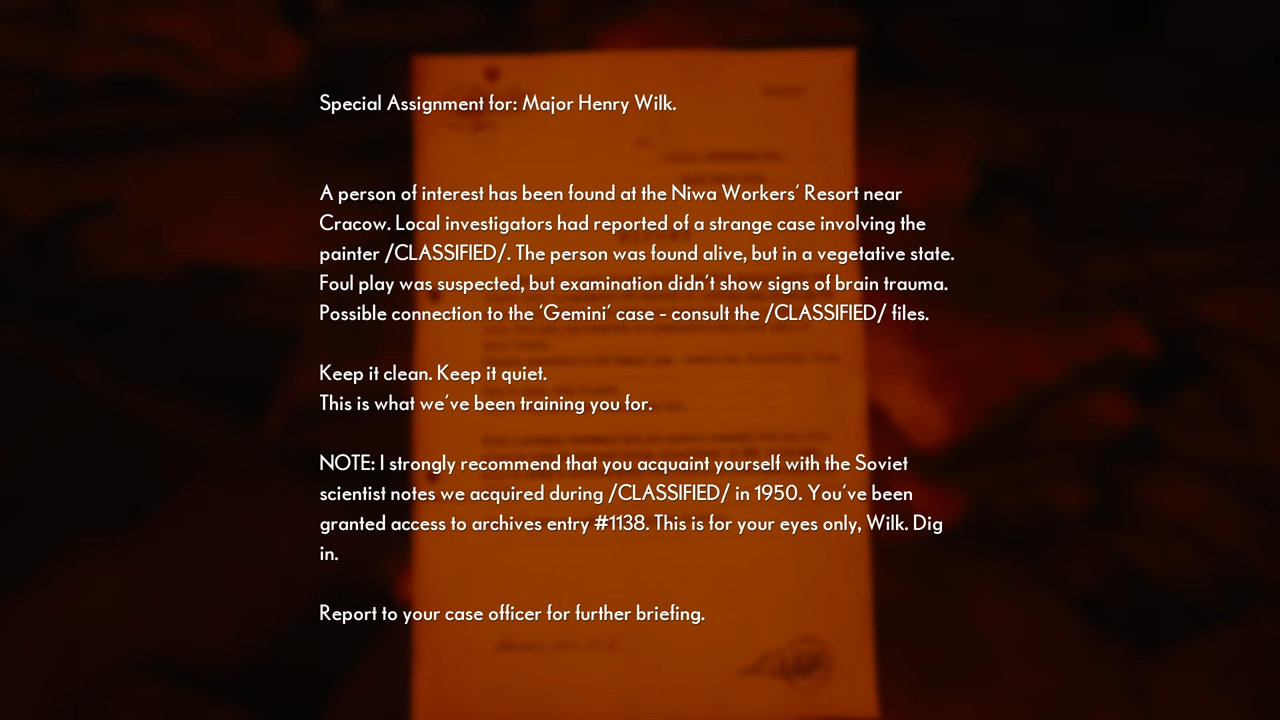 Special Assignment for: Major Henry Wilk.
A person of interest has been found at the Niwa Workers' Resort near
Cracow. Local investigators had reported of a strange case involving the
painter /CLASSIFIED/. The person was found alive, but in a vegetative state.
Foul play was suspected, but examination didn't show signs of brain trauma.
Possible connection to the 'Gemini' case - consult the /CLASSIFIED/ files.
Keep it clean. Keep it quiet.
This is what we've been training you for.
NOTE: I strongly recommend that you acquaint yourself with the Soviet
scientist notes we acquired during /CLASSIFIED/ in 1950. You've been
granted access to archives entry #1138. This is for your eyes only, Wilk. Dig
in.
Report to your case officer for further briefing.